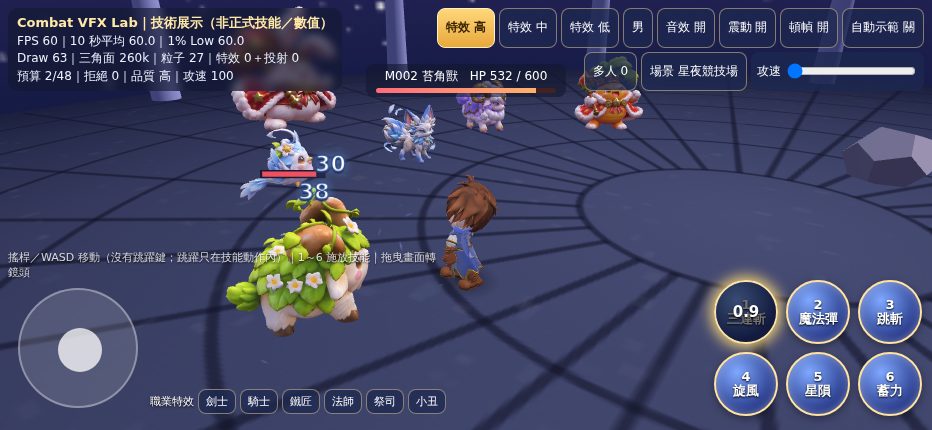 Combat VFX Lab｜技術展示（非正式技能／數值）
FPS 60｜10 秒平均 60.0｜1% Low 60.0
Draw 63｜三角面 260k｜粒子 27｜特效 0＋投射 0
預算 2/48｜拒絕 0｜品質 高｜攻速 100
特效 高
特效 中
特效 低
男
音效 開
震動 開
頓幀 開
自動示範 關
多人 0
場景 星夜競技場
攻速
M002 苔角獸 HP 532 / 600
30
38
搖桿／WASD 移動（沒有跳躍鍵；跳躍只在技能動作內）｜1～6 施放技能｜拖曳畫面轉
鏡頭
1
三連斬
0.9
2
魔法彈
3
跳斬
4
旋風
5
星隕
6
蓄力
職業特效
劍士
騎士
鐵匠
法師
祭司
小丑